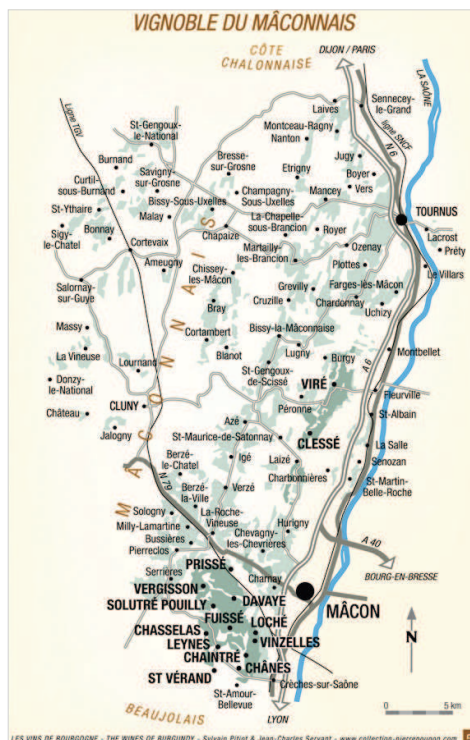 VIGNOBLE DU MÂCONNAIS
CÔTE
CHALONNAISE
DIJON / PARIS
LA SAÔNE
Ligne TGV
ligne SNCF
N 6
Laives
Sennecey-
le-Grand
St-Gengoux-
le-National
Montceau-Ragny
Nanton
Burnand
Bresse-
sur-Grosne
Jugy
Savigny-
sur-Grosne
Etrigny
Boyer
Curtil-
sous-Burnand
Champagny-
Sous-Uxelles
Vers
Mancey
Bissy-Sous-Uxelles
St-Ythaire
Malay
La-Chapelle-
sous-Brancion
TOURNUS
Chapaize
Royer
Sigy-
le-Chatel
Bonnay
Lacrost
Cortevaix
Martailly-
les-Brancion
Ozenay
Préty
Ameugny
Chissey-
les-Mâcon
Plottes
Le Villars
Salornay-
sur-Guye
Grevilly
Farges-lès-Mâcon
Bray
Cruzille
Chardonnay
Uchizy
Massy
Cortambert
Bissy-la-Mâconnaise
La Vineuse
Blanot
Lugny
Burgy
Montbellet
A 6
Lournand
St-Gengoux-
de-Scissé
Donzy-
le-National
VIRÉ
Fleurville
CLUNY
Péronne
Château
Azé
St-Albain
Jalogny
St-Maurice-de-Satonnay
CLESSÉ
La Salle
Berzé-
le-Chatel
Igé
Laizé
Senozan
N 79
Charbonnières
Berzé-
la-Ville
Verzé
St-Martin-
Belle-Roche
MÂCONNAIS
Sologny
La-Roche-
Vineuse
Milly-Lamartine
Hurigny
Bussières
Chevagny-
les-Chevrières
A 40
Pierreclos
PRISSÉ
BOURG-EN-BRESSE
Serrières
Charnay
VERGISSON
DAVAYE
MÂCON
SOLUTRÉ POUILLY
FUISSÉ
LOCHÉ
CHASSELAS
VINZELLES
LEYNES
CHAINTRÉ
N
CHÂNES
ST VÉRAND
Crèches-sur-Saône
St-Amour-
Bellevue
0 5 km
BEAUJOLAIS
LYON
LES VINS DE BOURGOGNE - THE WINES OF BURGUNDY - Sylvain Pitiot & Jean-Charles Servant - www.collection-pierrepoupon.com